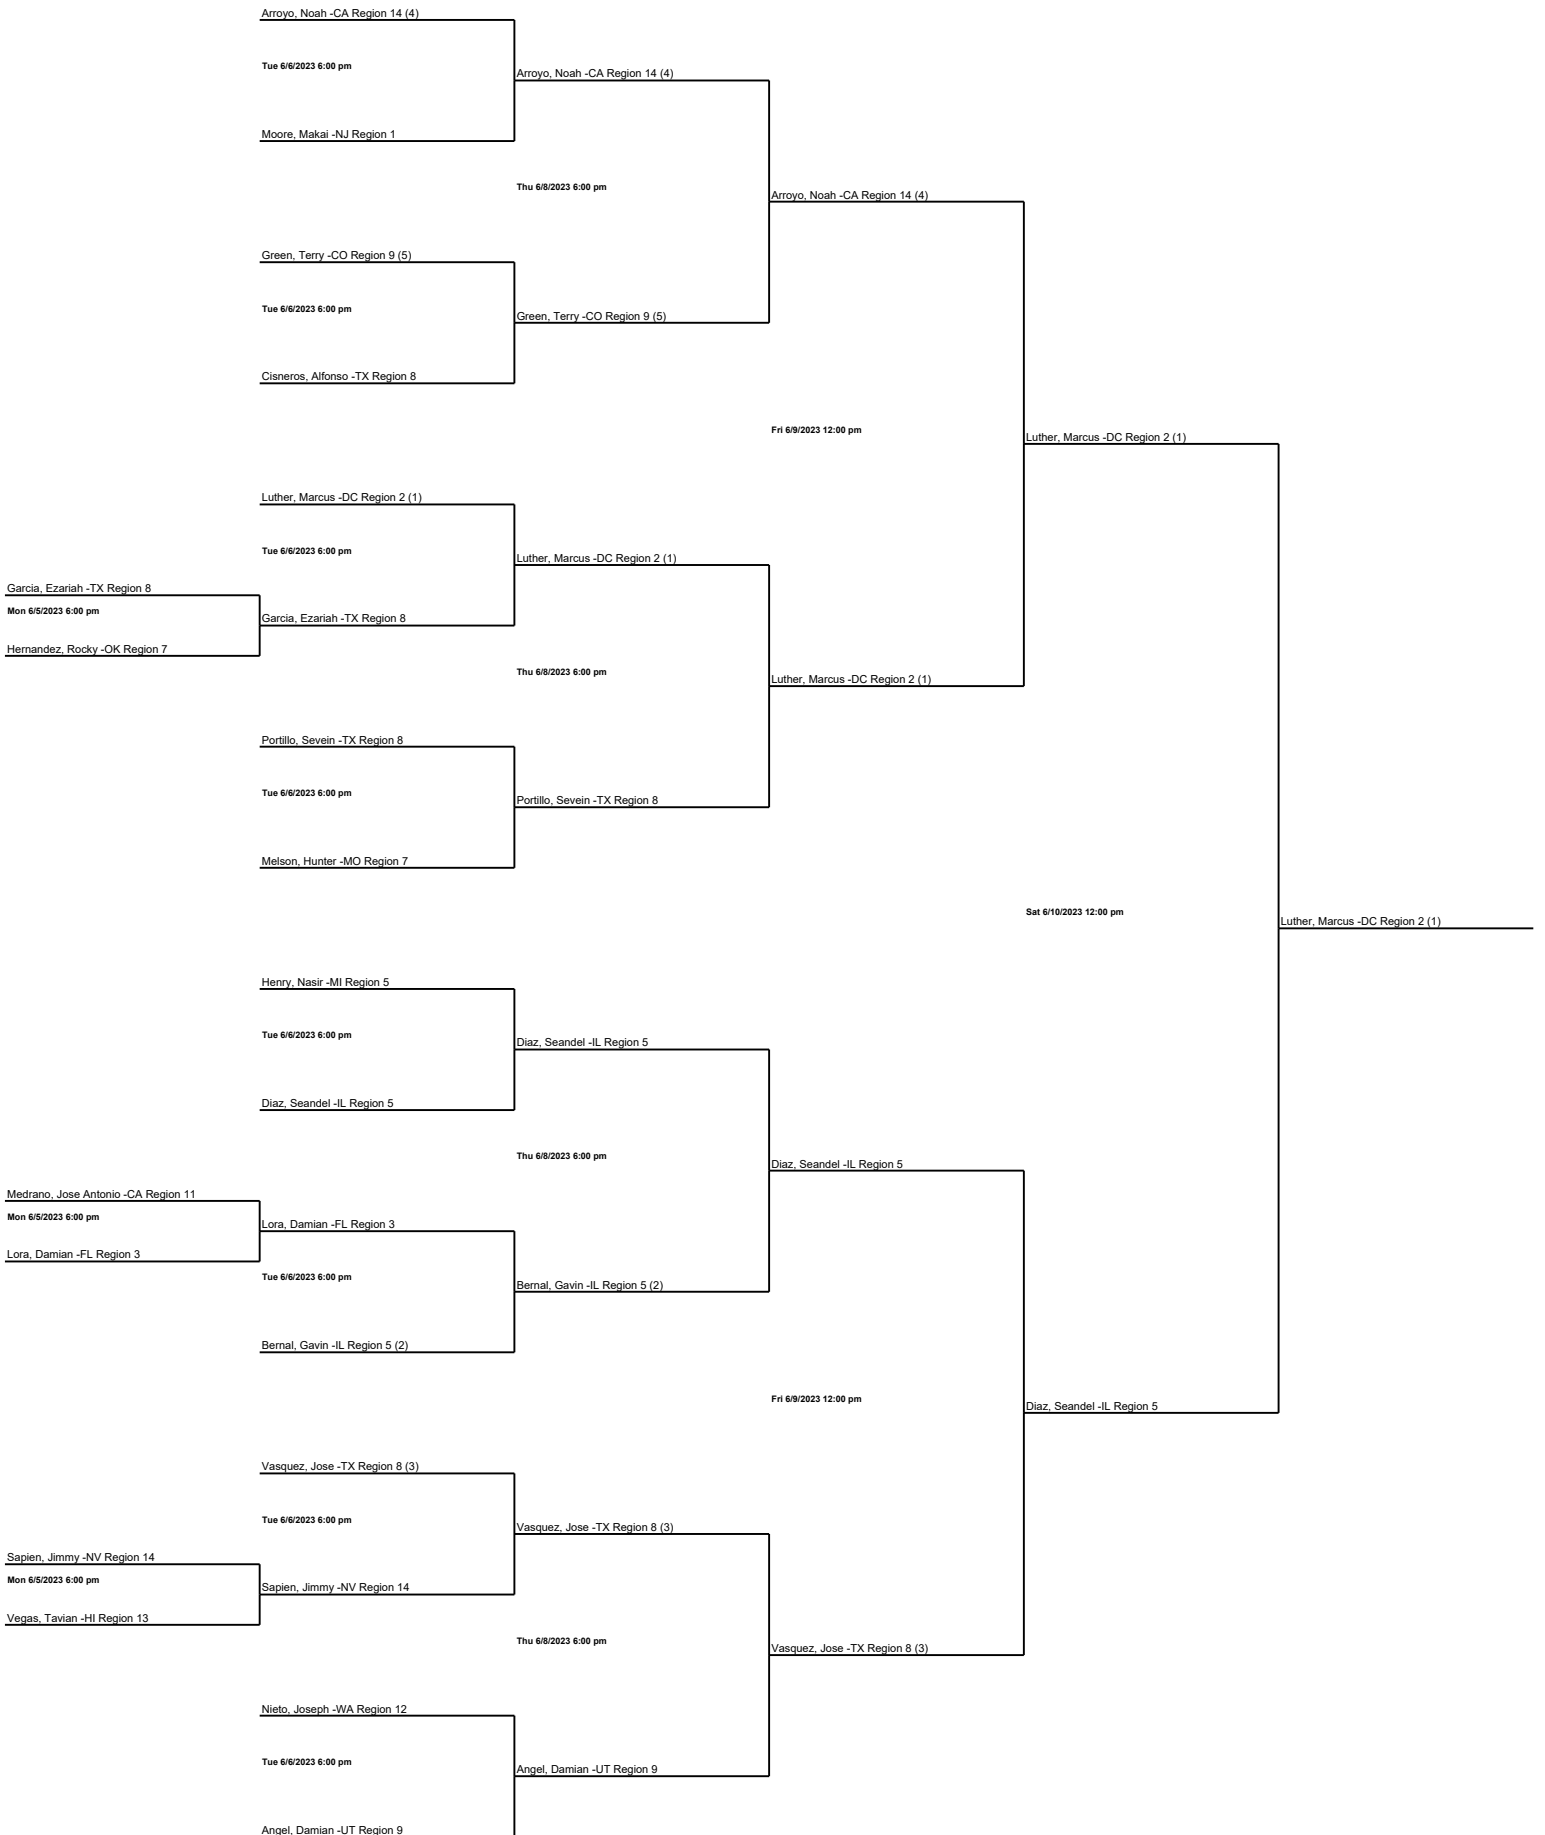 Arroyo, Noah -CA Region 14 (4)
Tue 6/6/2023 6:00 pm
Arroyo, Noah -CA Region 14 (4)
Moore, Makai -NJ Region 1
Thu 6/8/2023 6:00 pm
Arroyo, Noah -CA Region 14 (4)
Green, Terry -CO Region 9 (5)
Tue 6/6/2023 6:00 pm
Green, Terry -CO Region 9 (5)
Cisneros, Alfonso -TX Region 8
Fri 6/9/2023 12:00 pm
Luther, Marcus -DC Region 2 (1)
Luther, Marcus -DC Region 2 (1)
Tue 6/6/2023 6:00 pm
Luther, Marcus -DC Region 2 (1)
Garcia, Ezariah -TX Region 8
Mon 6/5/2023 6:00 pm
Garcia, Ezariah -TX Region 8
Hernandez, Rocky -OK Region 7
Thu 6/8/2023 6:00 pm
Luther, Marcus -DC Region 2 (1)
Portillo, Sevein -TX Region 8
Tue 6/6/2023 6:00 pm
Portillo, Sevein -TX Region 8
Melson, Hunter -MO Region 7
Sat 6/10/2023 12:00 pm
Luther, Marcus -DC Region 2 (1)
Henry, Nasir -MI Region 5
Tue 6/6/2023 6:00 pm
Diaz, Seandel -IL Region 5
Diaz, Seandel -IL Region 5
Thu 6/8/2023 6:00 pm
Diaz, Seandel -IL Region 5
Medrano, Jose Antonio -CA Region 11
Mon 6/5/2023 6:00 pm
Lora, Damian -FL Region 3
Lora, Damian -FL Region 3
Tue 6/6/2023 6:00 pm
Bernal, Gavin -IL Region 5 (2)
Bernal, Gavin -IL Region 5 (2)
Fri 6/9/2023 12:00 pm
Diaz, Seandel -IL Region 5
Vasquez, Jose -TX Region 8 (3)
Tue 6/6/2023 6:00 pm
Vasquez, Jose -TX Region 8 (3)
Sapien, Jimmy -NV Region 14
Mon 6/5/2023 6:00 pm
Sapien, Jimmy -NV Region 14
Vegas, Tavian -HI Region 13
Thu 6/8/2023 6:00 pm
Vasquez, Jose -TX Region 8 (3)
Nieto, Joseph -WA Region 12
Tue 6/6/2023 6:00 pm
Angel, Damian -UT Region 9
Angel, Damian -UT Region 9